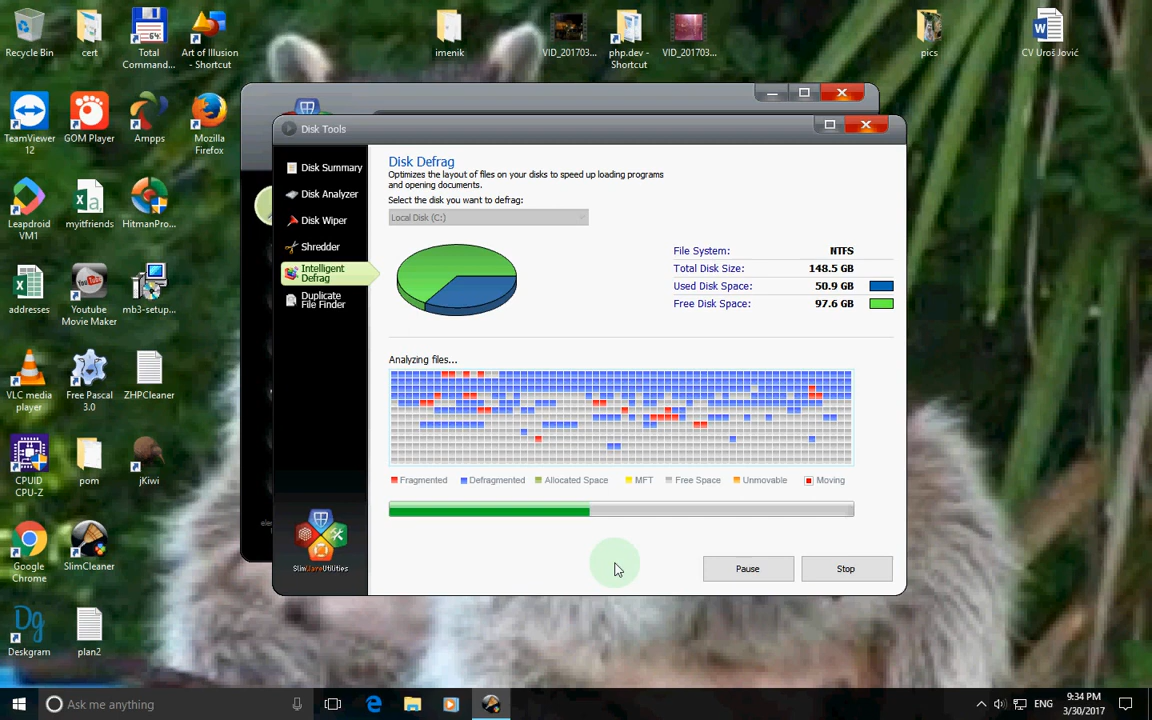 Recycle Bin
cert
Total
Command...
Art of Illusion
- Shortcut
imenik
VID_201703...
php.dev -
Shortcut
VID_201703...
pics
CV Uroš Jović
TeamViewer
12
GOM Player
Ampps
Mozilla
Firefox
Leapdroid
VM1
myitfriends
HitmanPro...
addresses
Youtube
Movie Maker
mb3-setup...
VLC media
player
Free Pascal
3.0
ZHPCleaner
CPUID
CPU-Z
pom
jKiwi
Google
Chrome
SlimCleaner
Deskgram
plan2
Disk Tools
Disk Summary
Disk Analyzer
Disk Wiper
Shredder
Intelligent
Defrag
Duplicate
File Finder
SlimWareUtilities
Disk Defrag
Optimizes the layout of files on your disks to speed up loading programs
and opening documents.
Select the disk you want to defrag:
Local Disk (C:)
File System: NTFS
Total Disk Size: 148.5 GB
Used Disk Space: 50.9 GB
Free Disk Space: 97.6 GB
Analyzing files...
Fragmented Defragmented Allocated Space MFT Free Space Unmovable Moving
Pause Stop
Ask me anything
ENG
9:34 PM
3/30/2017